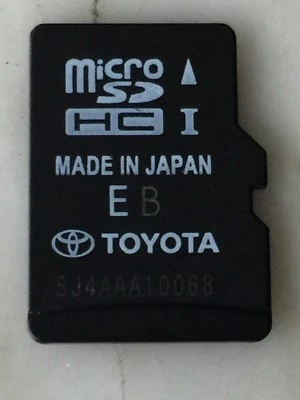 micro
SD
HC I
MADE IN JAPAN
E B
TOYOTA
SJ4AAA10088